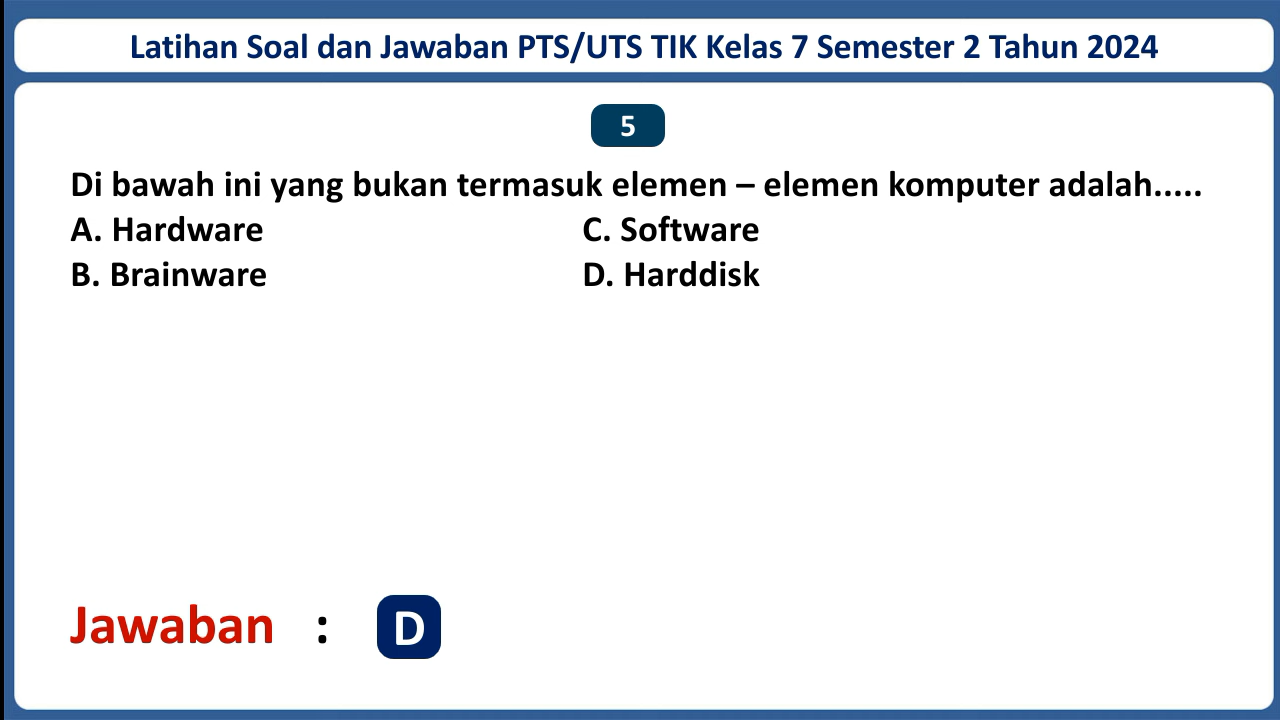 Latihan Soal dan Jawaban PTS/UTS TIK Kelas 7 Semester 2 Tahun 2024
5
Di bawah ini yang bukan termasuk elemen – elemen komputer adalah.....
A. Hardware C. Software
B. Brainware D. Harddisk
Jawaban : D